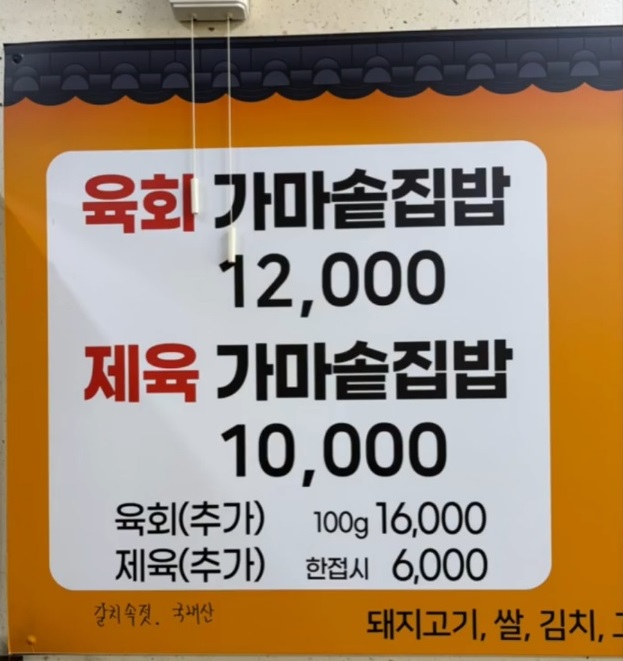 육회 가마솥집밥
12,000
제육 가마솥집밥
10,000
육회(추가) 100g 16,000
제육(추가) 한접시 6,000
갈치속젓. 국내산
돼지고기, 쌀, 김치,